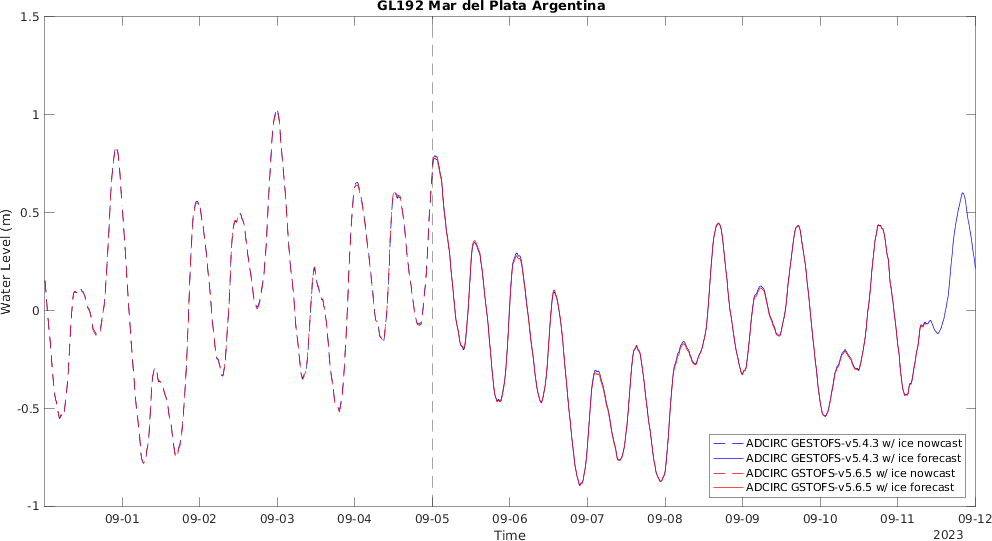 GL192 Mar del Plata Argentina
1.5
1
0.5
0
-0.5
-1
Water Level (m)
ADCIRC GESTOFS-v5.4.3 w/ ice nowcast
ADCIRC GESTOFS-v5.4.3 w/ ice forecast
ADCIRC GSTOFS-v5.6.5 w/ ice nowcast
ADCIRC GSTOFS-v5.6.5 w/ ice forecast
09-01 09-02 09-03 09-04 09-05 09-06 09-07 09-08 09-09 09-10 09-11 09-12
Time
2023